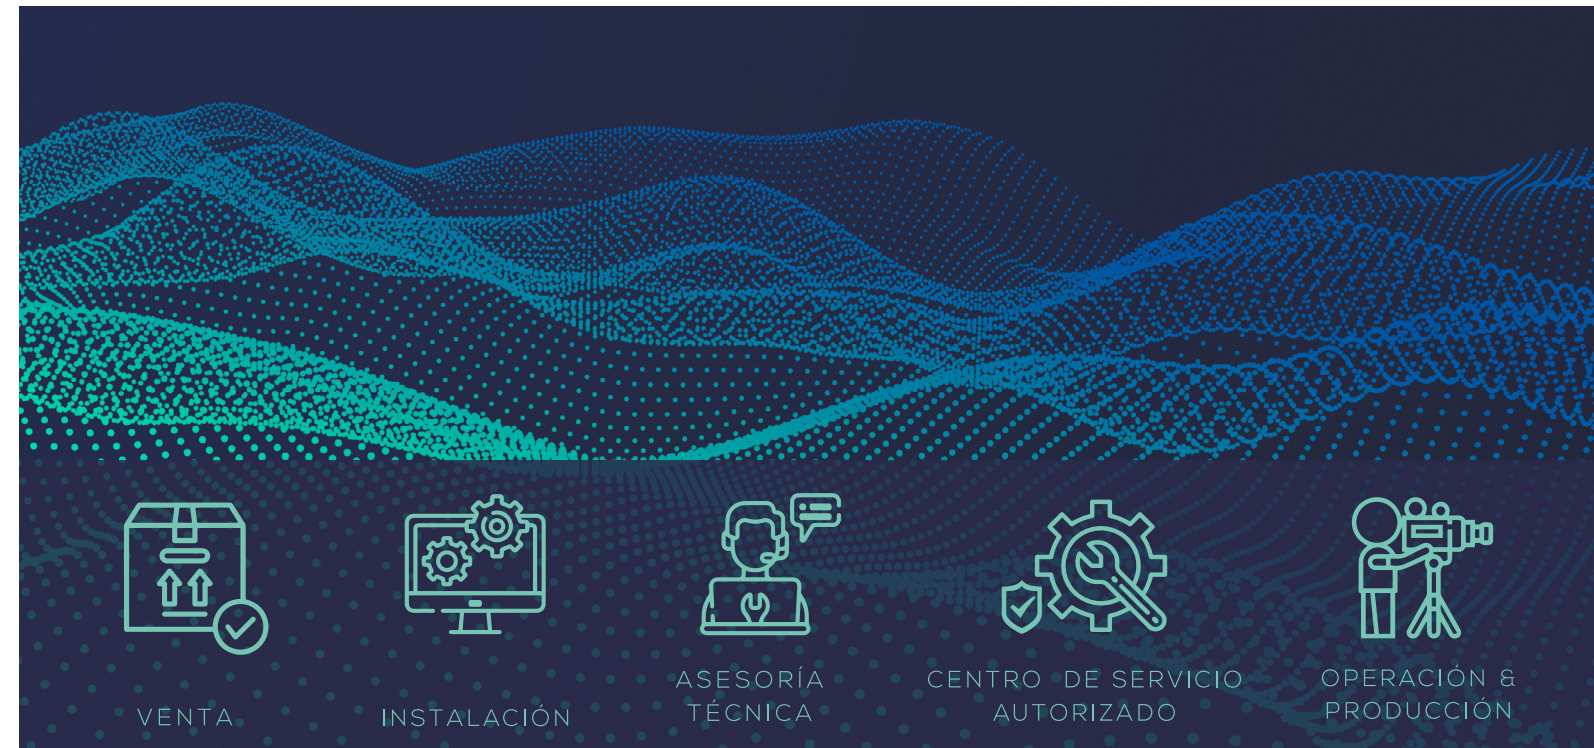 VENTA
INSTALACIÓN
ASESORÍA
TÉCNICA
CENTRO DE SERVICIO
AUTORIZADO
OPERACIÓN &
PRODUCCIÓN